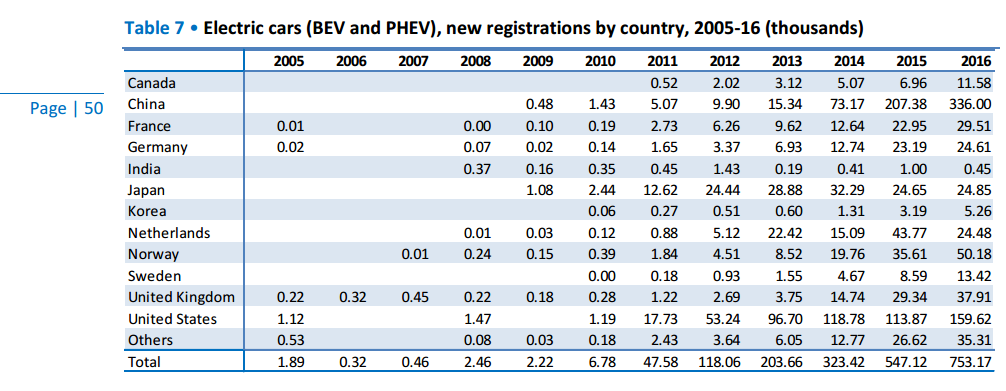 Table 7 • Electric cars (BEV and PHEV), new registrations by country, 2005-16 (thousands)
2005 2006 2007 2008 2009 2010 2011 2012 2013 2014 2015 2016
Canada 0.52 2.02 3.12 5.07 6.96 11.58
Page | 50
China 0.48 1.43 5.07 9.90 15.34 73.17 207.38 336.00
France 0.01 0.00 0.10 0.19 2.73 6.26 9.62 12.64 22.95 29.51
Germany 0.02 0.07 0.02 0.14 1.65 3.37 6.93 12.74 23.19 24.61
India 0.37 0.16 0.35 0.45 1.43 0.19 0.41 1.00 0.45
Japan 1.08 2.44 12.62 24.44 28.88 32.29 24.65 24.85
Korea 0.06 0.27 0.51 0.60 1.31 3.19 5.26
Netherlands 0.01 0.03 0.12 0.88 5.12 22.42 15.09 43.77 24.48
Norway 0.01 0.24 0.15 0.39 1.84 4.51 8.52 19.76 35.61 50.18
Sweden 0.00 0.18 0.93 1.55 4.67 8.59 13.42
United Kingdom 0.22 0.32 0.45 0.22 0.18 0.28 1.22 2.69 3.75 14.74 29.34 37.91
United States 1.12 1.47 1.19 17.73 53.24 96.70 118.78 113.87 159.62
Others 0.53 0.08 0.03 0.18 2.43 3.64 6.05 12.77 26.62 35.31
Total 1.89 0.32 0.46 2.46 2.22 6.78 47.58 118.06 203.66 323.42 547.12 753.17